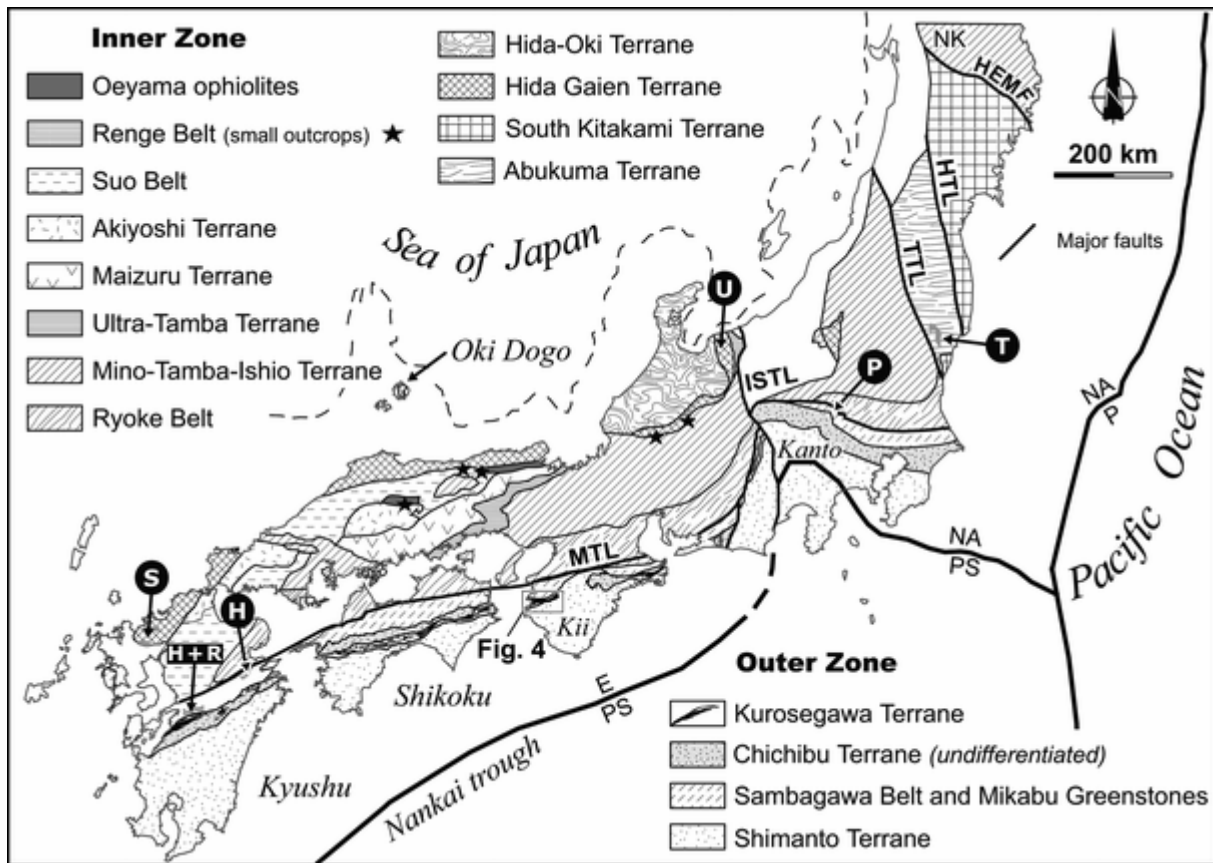 Inner Zone
Oeyama ophiolites
Renge Belt (small outcrops) ★
Suo Belt
Akiyoshi Terrane
Maizuru Terrane
Ultra-Tamba Terrane
Mino-Tamba-Ishio Terrane
Ryoke Belt
Hida-Oki Terrane
Hida Gaien Terrane
South Kitakami Terrane
Abukuma Terrane
NK
HEMF
200 km
HTL
Major faults
Sea of Japan
TTL
U
Oki Dogo
T
ISTL
P
NA
P
Kanto
Pacific Ocean
MTL
NA
PS
S
H
Kii
Fig. 4
H+R
Shikoku
E
PS
Kyushu
Nankai trough
Outer Zone
Kurosegawa Terrane
Chichibu Terrane (undifferentiated)
Sambagawa Belt and Mikabu Greenstones
Shimanto Terrane